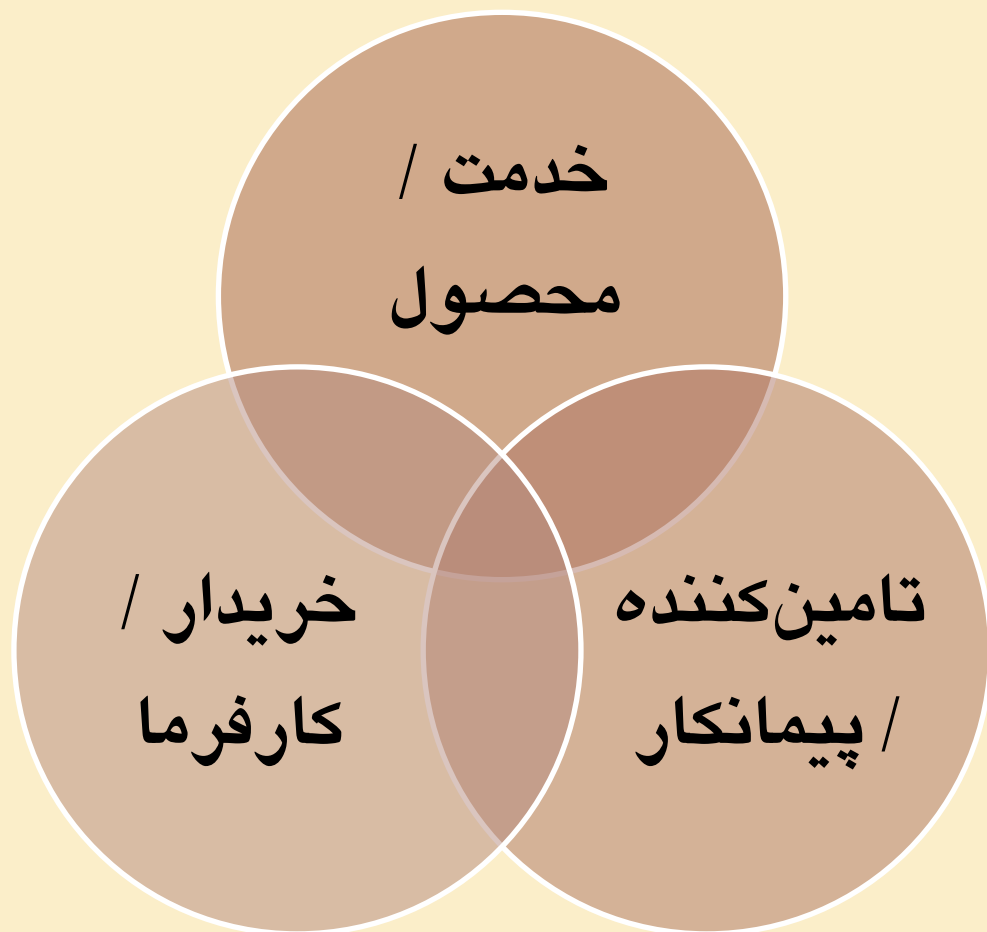 خدمت /
محصول
تامین‌کننده
/ پیمانکار
خریدار /
کارفرما